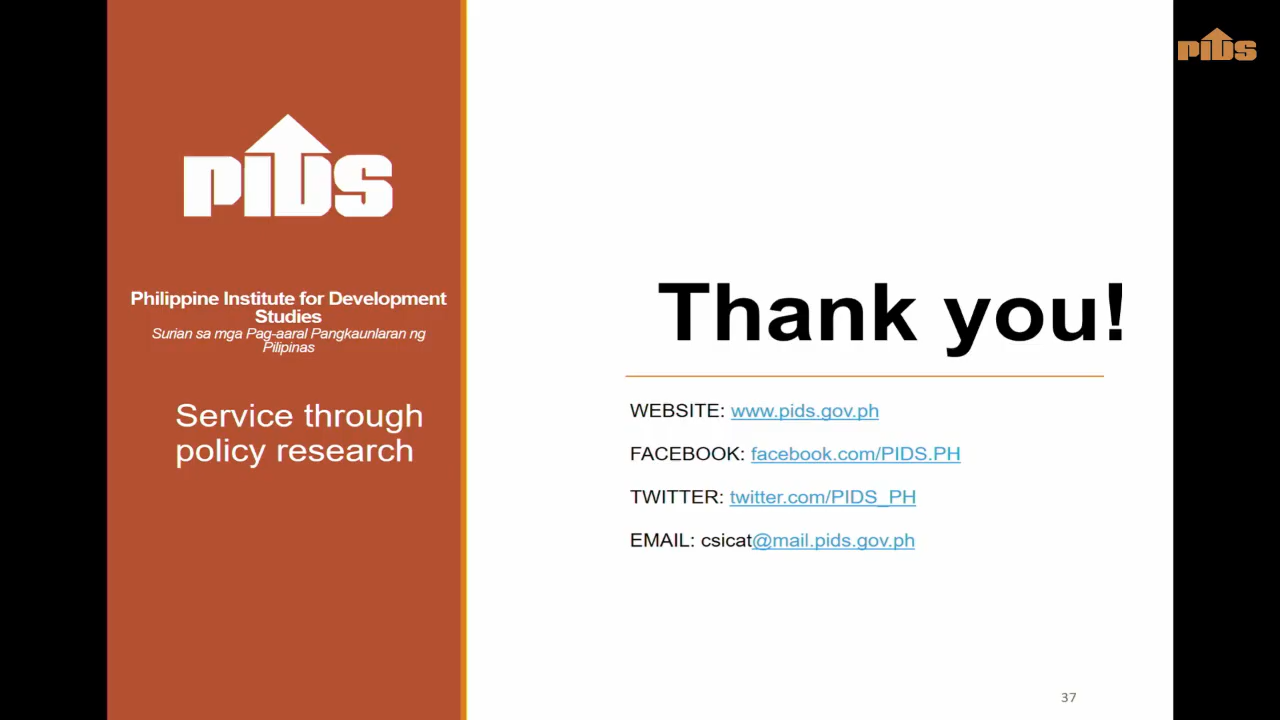 PIDS
PIDS
Philippine Institute for Development
Studies
Surian sa mga Pag-aaral Pangkaunlaran ng
Pilipinas
Service through
policy research
Thank you!
WEBSITE: www.pids.gov.ph
FACEBOOK: facebook.com/PIDS.PH
TWITTER: twitter.com/PIDS_PH
EMAIL: csicat@mail.pids.gov.ph
37